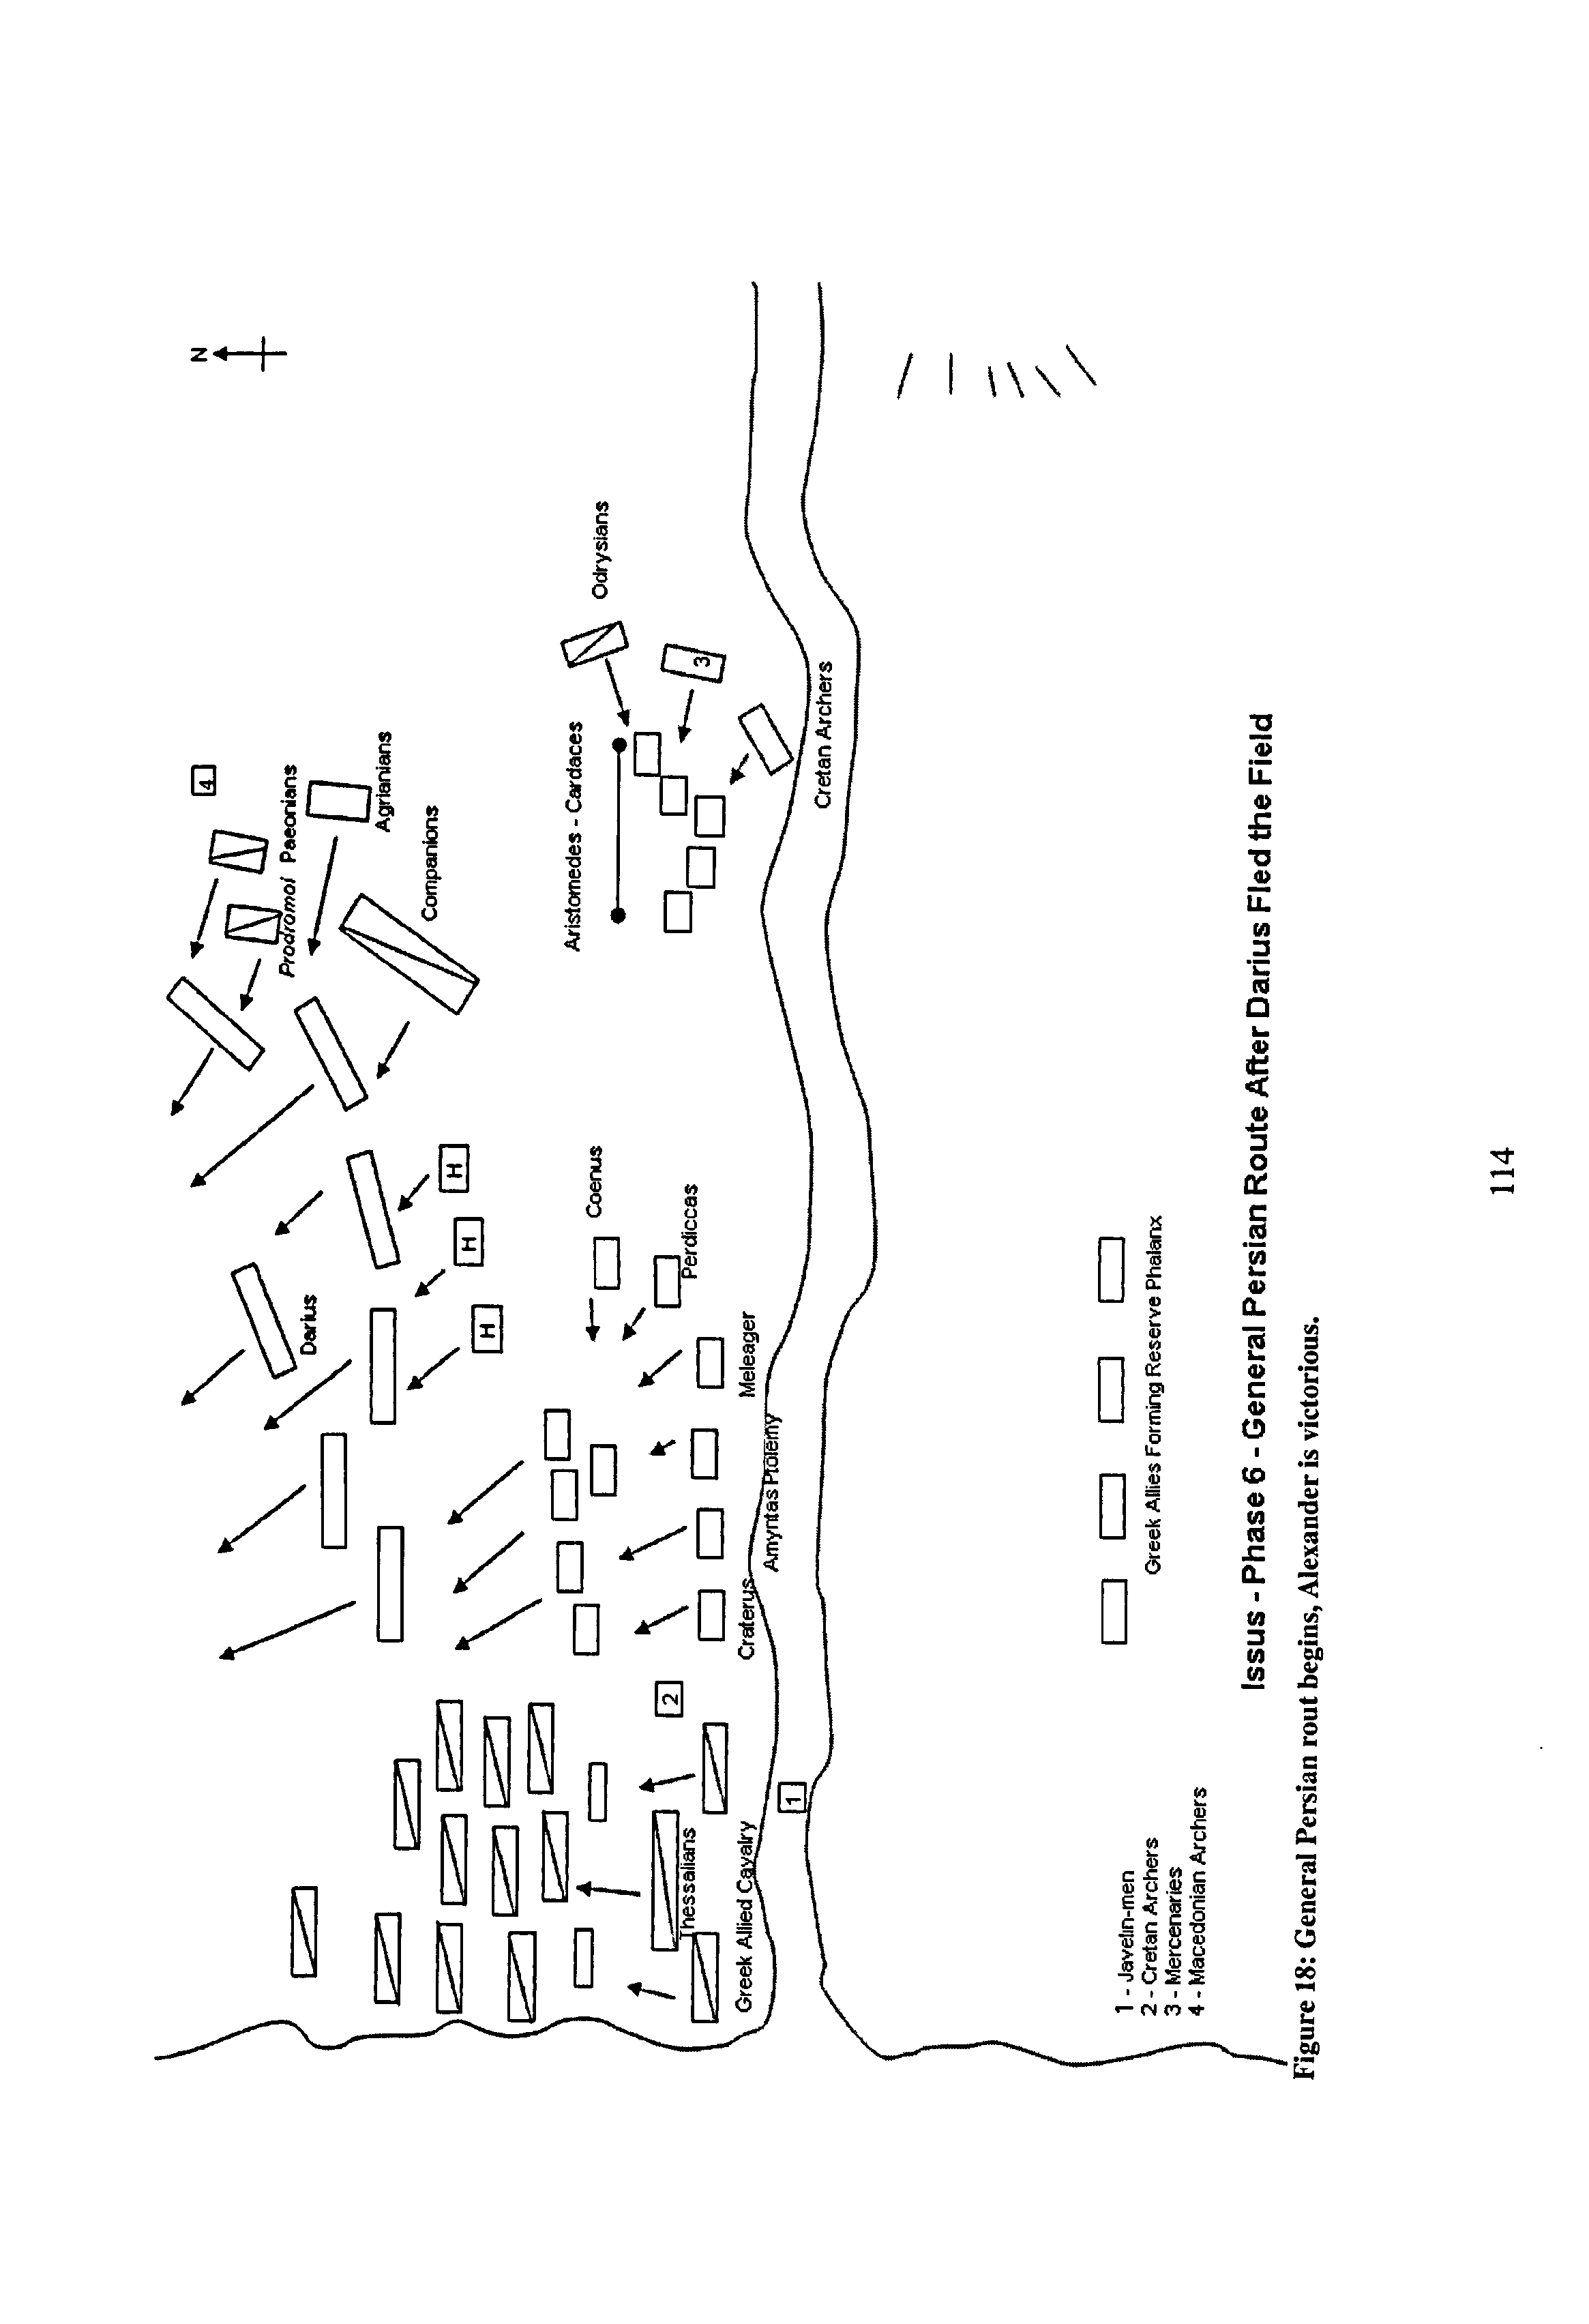 N
4
Darius
Prodromoi Paeonians
Agrianians
Companions
H
H
H
Aristomedes - Cardaces
Coenus
Odrysians
2
Thessalians
Perdiccas
3
Greek Allied Cavalry
Craterus
Meleager
Amyntas Ptolemy
1
Cretan Archers
1 - Javelin-men
2 - Cretan Archers
3 - Mercenaries
4 - Macedonian Archers
Greek Allies Forming Reserve Phalanx
Issus - Phase 6 - General Persian Route After Darius Fled the Field
Figure 18: General Persian rout begins, Alexander is victorious.
114